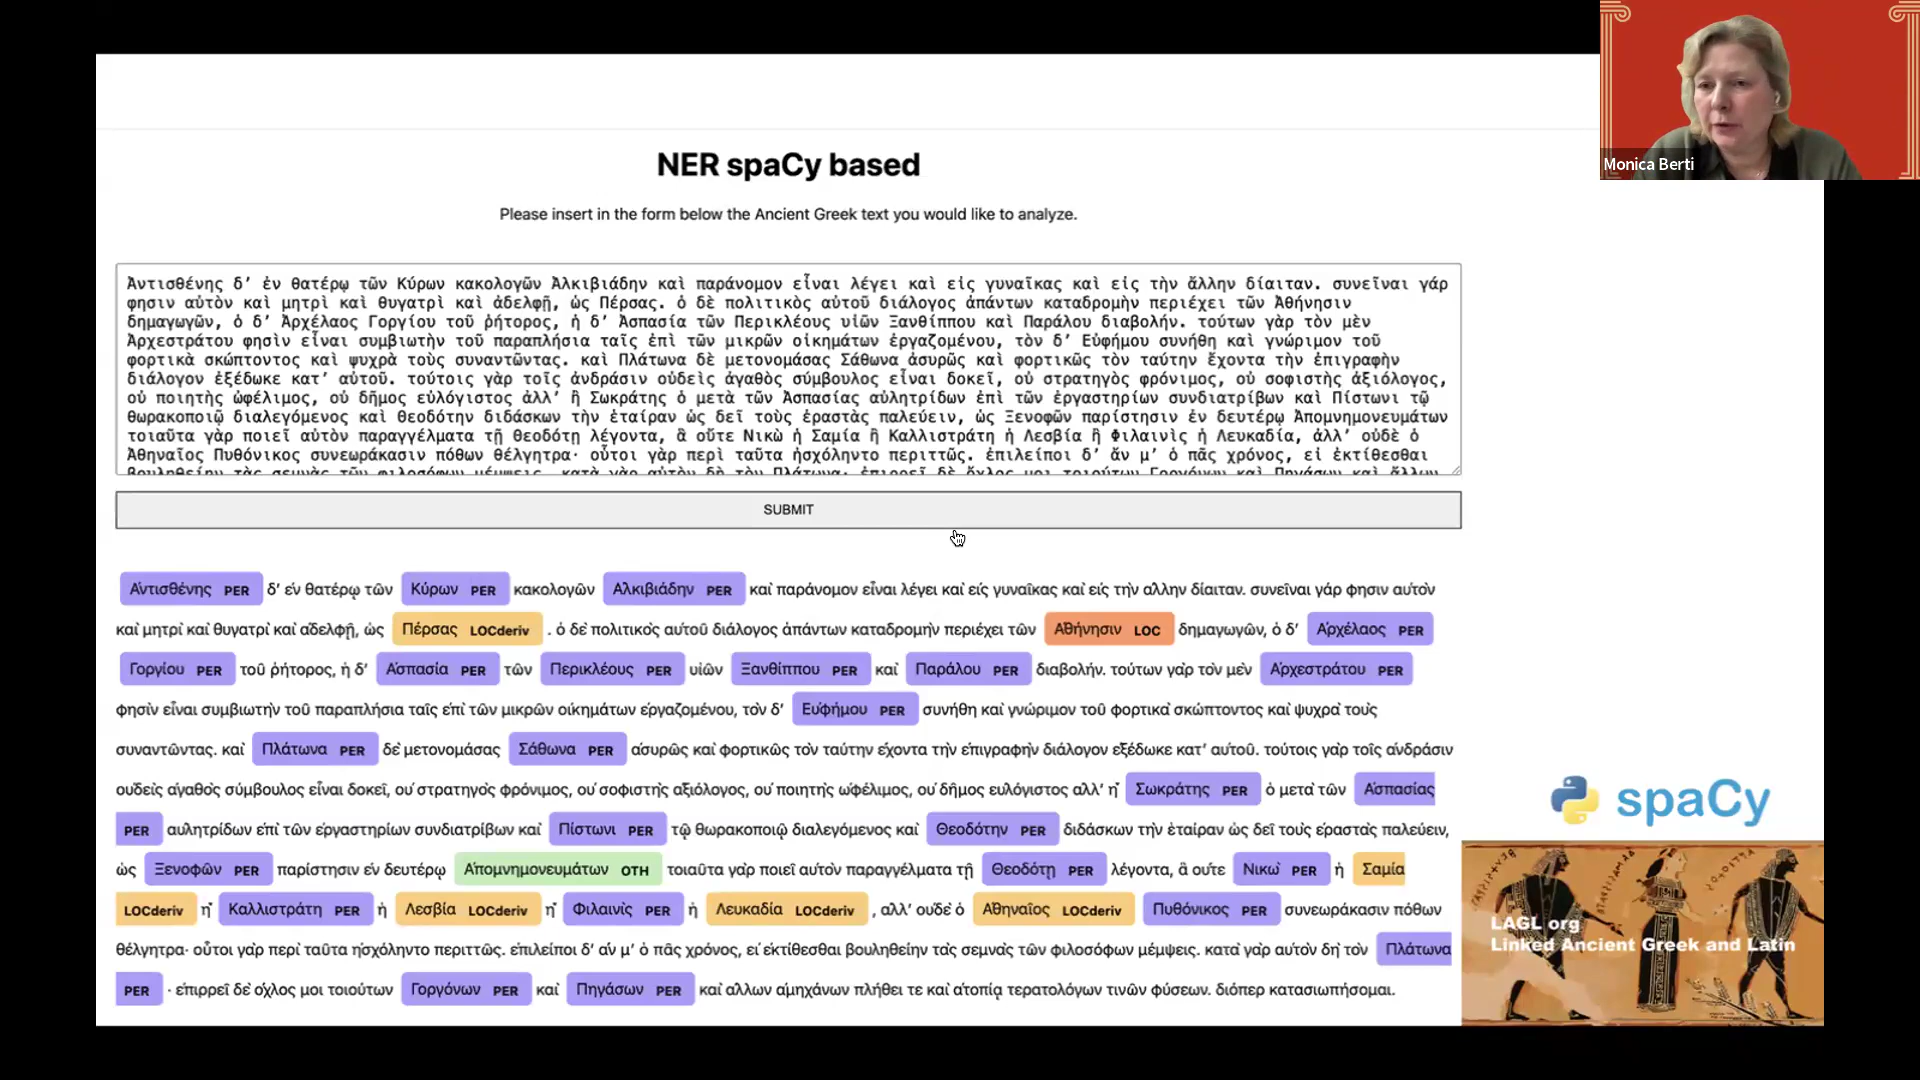 Monica Berti
NER spaCy based
Please insert in the form below the Ancient Greek text you would like to analyze.
Ἀντισθένης δ’ ἐν θατέρῳ τῶν Κύρων κακολογῶν Ἀλκιβιάδην καὶ παράνομον εἶναι λέγει καὶ εἰς γυναῖκας καὶ εἰς τὴν ἄλλην δίαιταν. συνεῖναι γάρ
φησιν αὐτὸν καὶ μητρὶ καὶ θυγατρὶ καὶ ἀδελφῇ, ὡς Πέρσας. ὁ δὲ πολιτικὸς αὐτοῦ διάλογος ἁπάντων καταδρομὴν περιέχει τῶν Ἀθήνησιν
δημαγωγῶν, ὁ δ’ Ἀρχέλαος Γοργίου τοῦ ῥήτορος, ἡ δ’ Ἀσπασία τῶν Περικλέους υἱῶν Ξανθίππου καὶ Παράλου διαβολήν. τούτων γὰρ τὸν μὲν
Ἀρχεστράτου φησὶν εἶναι συμβιωτὴν τοῦ παραπλήσια ταῖς ἐπὶ τῶν μικρῶν οἰκημάτων ἐργαζομένου, τὸν δ’ Εὐφήμου συνήθη καὶ γνώριμον τοῦ
φορτικὰ σκώπτοντος καὶ ψυχρὰ τοὺς συναντῶντας. καὶ Πλάτωνα δὲ μετονομάσας Σάθωνα ἀσυρῶς καὶ φορτικῶς τὸν ταύτην ἔχοντα τὴν ἐπιγραφὴν
διάλογον ἐξέδωκε κατ’ αὐτοῦ. τούτοις γὰρ τοῖς ἀνδράσιν οὐδεὶς ἀγαθὸς σύμβουλος εἶναι δοκεῖ, οὐ στρατηγὸς φρόνιμος, οὐ σοφιστὴς ἀξιόλογος,
οὐ ποιητὴς ὠφέλιμος, οὐ δῆμος εὐλόγιστος ἀλλ’ ἢ Σωκράτης ὁ μετὰ τῶν Ἀσπασίας αὐλητρίδων ἐπὶ τῶν ἐργαστηρίων συνδιατρίβων καὶ Πίστωνι τῷ
θωρακοποιῷ διαλεγόμενος καὶ Θεοδότην διδάσκων τὴν ἑταίραν ὡς δεῖ τοὺς ἐραστὰς παλεύειν, ὡς Ξενοφῶν παρίστησιν ἐν δευτέρῳ Ἀπομνημονευμάτων
τοιαῦτα γὰρ ποιεῖ αὐτὸν παραγγέλματα τῇ Θεοδότῃ λέγοντα, ἃ οὔτε Νικὼ ἡ Σαμία ἢ Καλλιστράτη ἡ Λεσβία ἢ Φιλαινὶς ἡ Λευκαδία, ἀλλ’ οὐδὲ ὁ
Ἀθηναῖος Πυθόνικος συνεωράκασιν πόθων θέλγητρα· οὗτοι γὰρ περὶ ταῦτα ἠσχόληντο περιττῶς. ἐπιλείποι δ’ ἄν μ’ ὁ πᾶς χρόνος, εἰ ἐκτίθεσθαι
βουληθείην τὰς σεμνὰς τῶν φιλοσόφων μέμψεις. κατὰ γὰρ αὐτὸν δὴ τὸν Πλάτωνα· ἐπιρρεῖ δὲ ὄχλος μοι τοιούτων Γοργόνων καὶ Πηγάσων καὶ ἄλλων
SUBMIT
Ἀντισθένης PER δ’ ἐν θατέρῳ τῶν Κύρων PER κακολογῶν Ἀλκιβιάδην PER καὶ παράνομον εἶναι λέγει καὶ εἰς γυναῖκας καὶ εἰς τὴν ἄλλην δίαιταν. συνεῖναι γάρ φησιν αὐτὸν
καὶ μητρὶ καὶ θυγατρὶ καὶ ἀδελφῇ, ὡς Πέρσας LOCderiv . ὁ δὲ πολιτικὸς αὐτοῦ διάλογος ἁπάντων καταδρομὴν περιέχει τῶν Ἀθήνησιν LOC δημαγωγῶν, ὁ δ’ Ἀρχέλαος PER
Γοργίου PER τοῦ ῥήτορος, ἡ δ’ Ἀσπασία PER τῶν Περικλέους PER υἱῶν Ξανθίππου PER καὶ Παράλου PER διαβολήν. τούτων γὰρ τὸν μὲν Ἀρχεστράτου PER
φησὶν εἶναι συμβιωτὴν τοῦ παραπλήσια ταῖς ἐπὶ τῶν μικρῶν οἰκημάτων ἐργαζομένου, τὸν δ’ Εὐφήμου PER συνήθη καὶ γνώριμον τοῦ φορτικὰ σκώπτοντος καὶ ψυχρὰ τοὺς
συναντῶντας. καὶ Πλάτωνα PER δὲ μετονομάσας Σάθωνα PER ἀσυρῶς καὶ φορτικῶς τὸν ταύτην ἔχοντα τὴν ἐπιγραφὴν διάλογον ἐξέδωκε κατ’ αὐτοῦ. τούτοις γὰρ τοῖς ἀνδράσιν
οὐδεὶς ἀγαθὸς σύμβουλος εἶναι δοκεῖ, οὐ στρατηγὸς φρόνιμος, οὐ σοφιστὴς ἀξιόλογος, οὐ ποιητὴς ὠφέλιμος, οὐ δῆμος εὐλόγιστος ἀλλ’ ἢ Σωκράτης PER ὁ μετὰ τῶν Ἀσπασίας
PER αὐλητρίδων ἐπὶ τῶν ἐργαστηρίων συνδιατρίβων καὶ Πίστωνι PER τῷ θωρακοποιῷ διαλεγόμενος καὶ Θεοδότην PER διδάσκων τὴν ἑταίραν ὡς δεῖ τοὺς ἐραστὰς παλεύειν,
ὡς Ξενοφῶν PER παρίστησιν ἐν δευτέρῳ Ἀπομνημονευμάτων OTH τοιαῦτα γὰρ ποιεῖ αὐτὸν παραγγέλματα τῇ Θεοδότῃ PER λέγοντα, ἃ οὔτε Νικὼ PER ἡ Σαμία
LOCderiv ἢ Καλλιστράτη PER ἡ Λεσβία LOCderiv ἢ Φιλαινὶς PER ἡ Λευκαδία LOCderiv , ἀλλ’ οὐδὲ ὁ Ἀθηναῖος LOCderiv Πυθόνικος PER συνεωράκασιν πόθων
θέλγητρα· οὗτοι γὰρ περὶ ταῦτα ἠσχόληντο περιττῶς. ἐπιλείποι δ’ ἄν μ’ ὁ πᾶς χρόνος, εἰ ἐκτίθεσθαι βουληθείην τὰς σεμνὰς τῶν φιλοσόφων μέμψεις. κατὰ γὰρ αὐτὸν δὴ τὸν Πλάτωνα
PER · ἐπιρρεῖ δὲ ὄχλος μοι τοιούτων Γοργόνων PER καὶ Πηγάσων PER καὶ ἄλλων ἀμηχάνων πλήθει τε καὶ ἀτοπίᾳ τερατολόγων τινῶν φύσεων. διόπερ κατασιωπήσομαι.
spaCy
LAGL org
Linked Ancient Greek and Latin